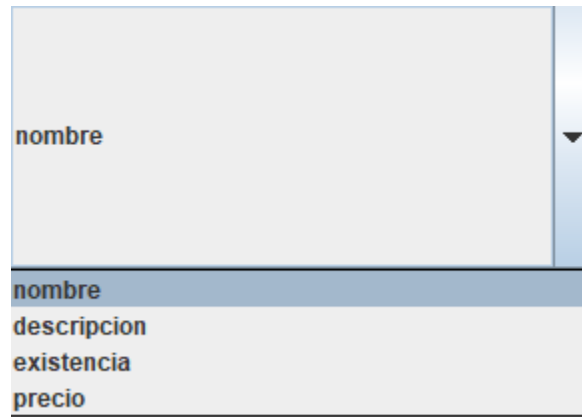 nombre
nombre
descripcion
existencia
precio